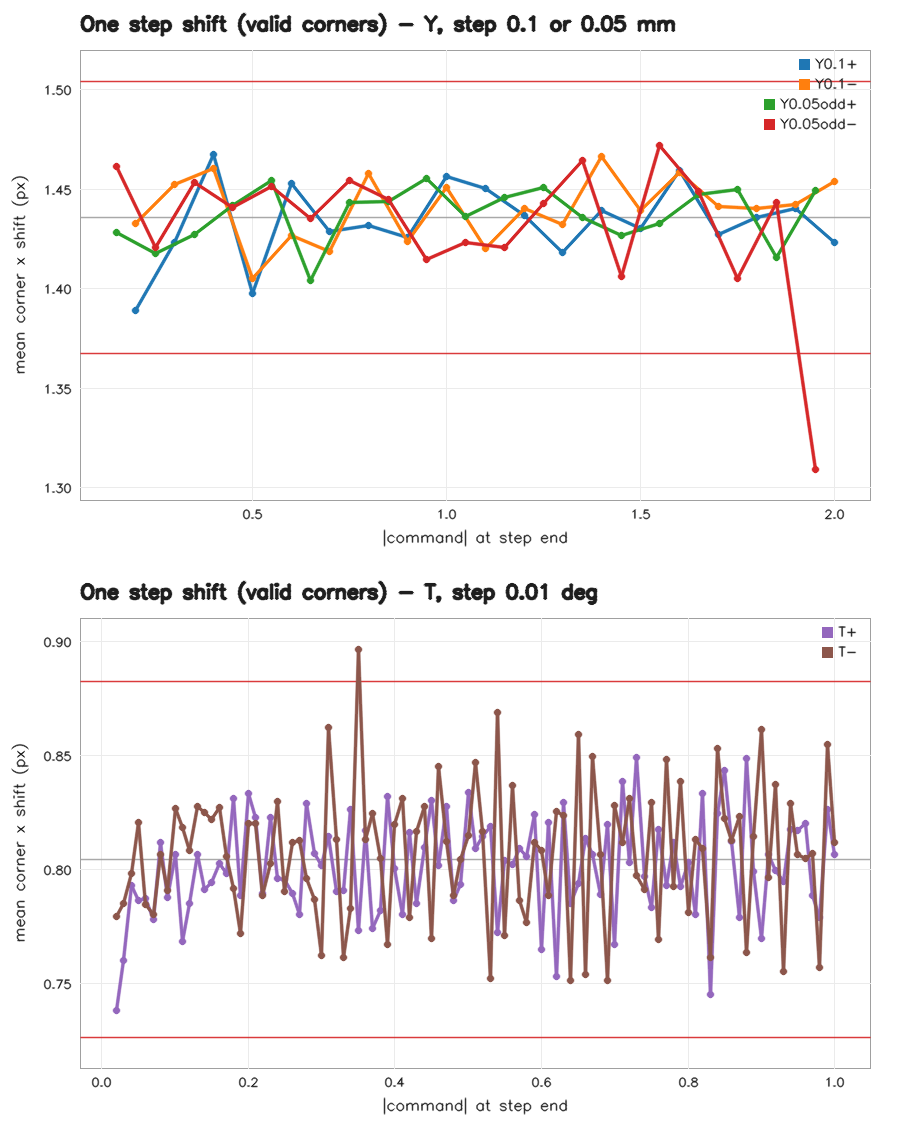 One step shift (valid corners) – Y, step 0.1 or 0.05 mm
Y0.1+
Y0.1–
Y0.05odd+
Y0.05odd–
mean corner x shift (px)
1.50
1.45
1.40
1.35
1.30
0.5
1.0
1.5
2.0
|command| at step end
One step shift (valid corners) – T, step 0.01 deg
T+
T–
mean corner x shift (px)
0.90
0.85
0.80
0.75
0.0
0.2
0.4
0.6
0.8
1.0
|command| at step end